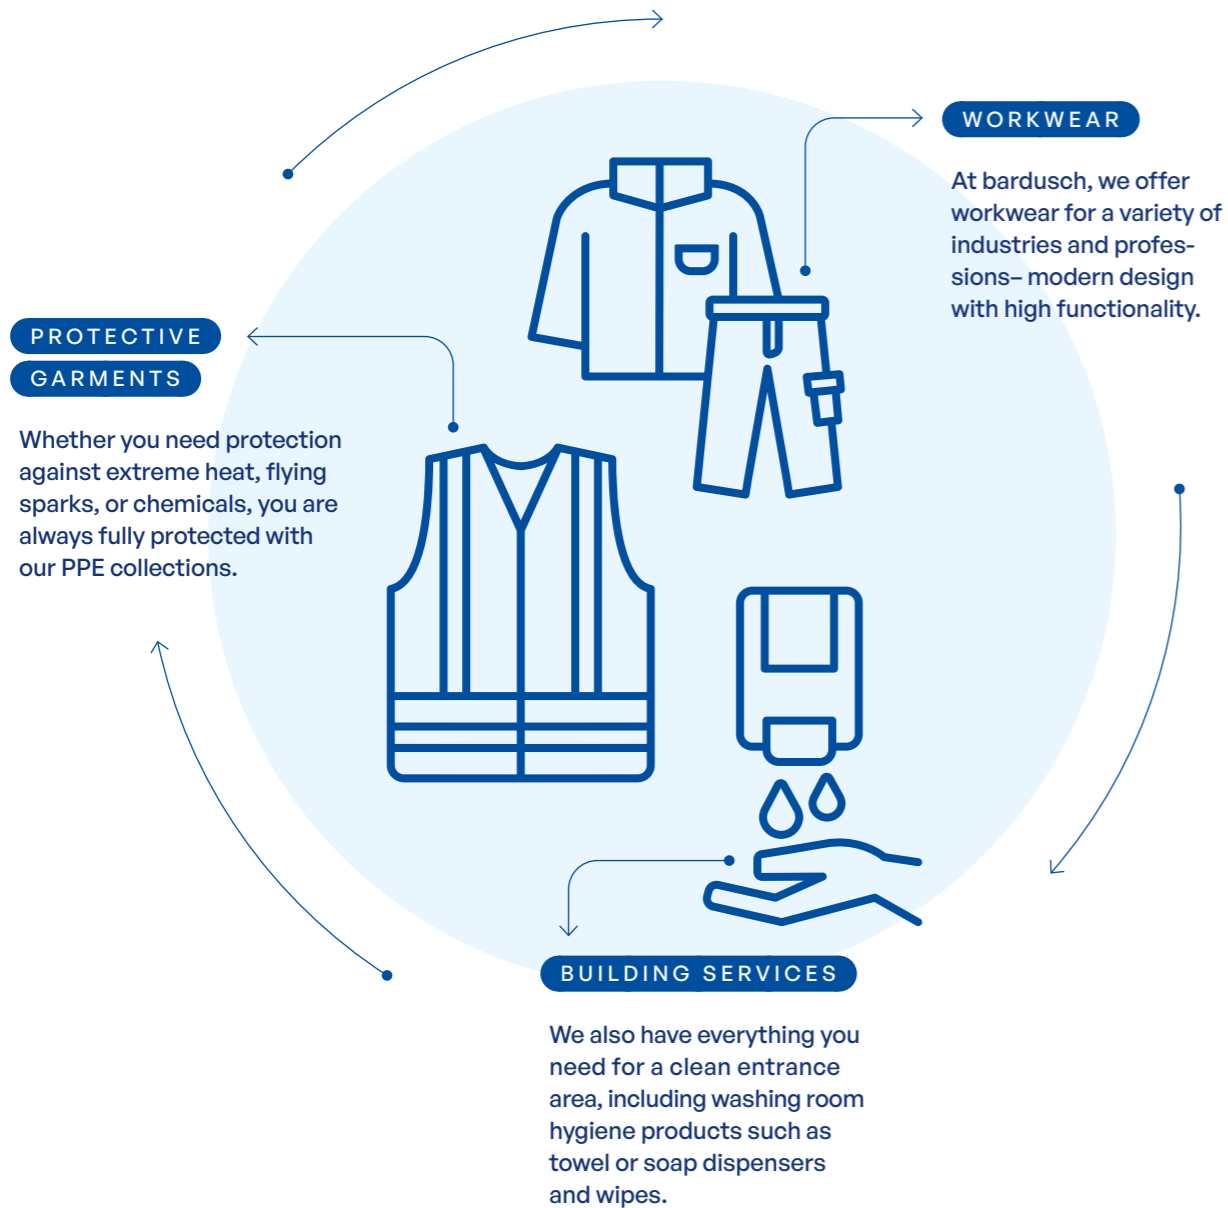 WORKWEAR
At bardusch, we offer
workwear for a variety of
industries and profes-
sions– modern design
with high functionality.
PROTECTIVE
GARMENTS
Whether you need protection
against extreme heat, flying
sparks, or chemicals, you are
always fully protected with
our PPE collections.
BUILDING SERVICES
We also have everything you
need for a clean entrance
area, including washing room
hygiene products such as
towel or soap dispensers
and wipes.